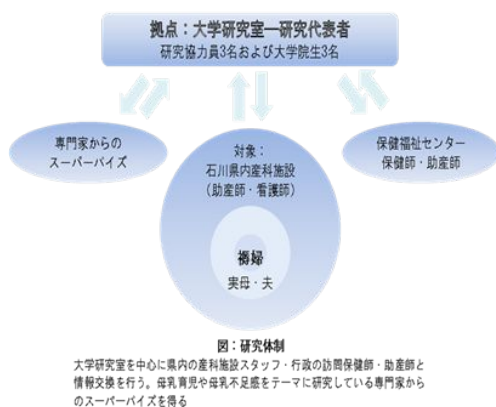 拠点：大学研究室―研究代表者
研究協力員3名および大学院生3名
専門家からの
スーパーバイズ
対象：
石川県内産科施設
（助産師・看護師）
褥婦
実母・夫
保健福祉センター
保健師・助産師
図：研究体制
大学研究室を中心に県内の産科施設スタッフ・行政の訪問保健師・助産師と
情報交換を行う。母乳育児や母乳不足感をテーマに研究している専門家から
のスーパーバイズを得る